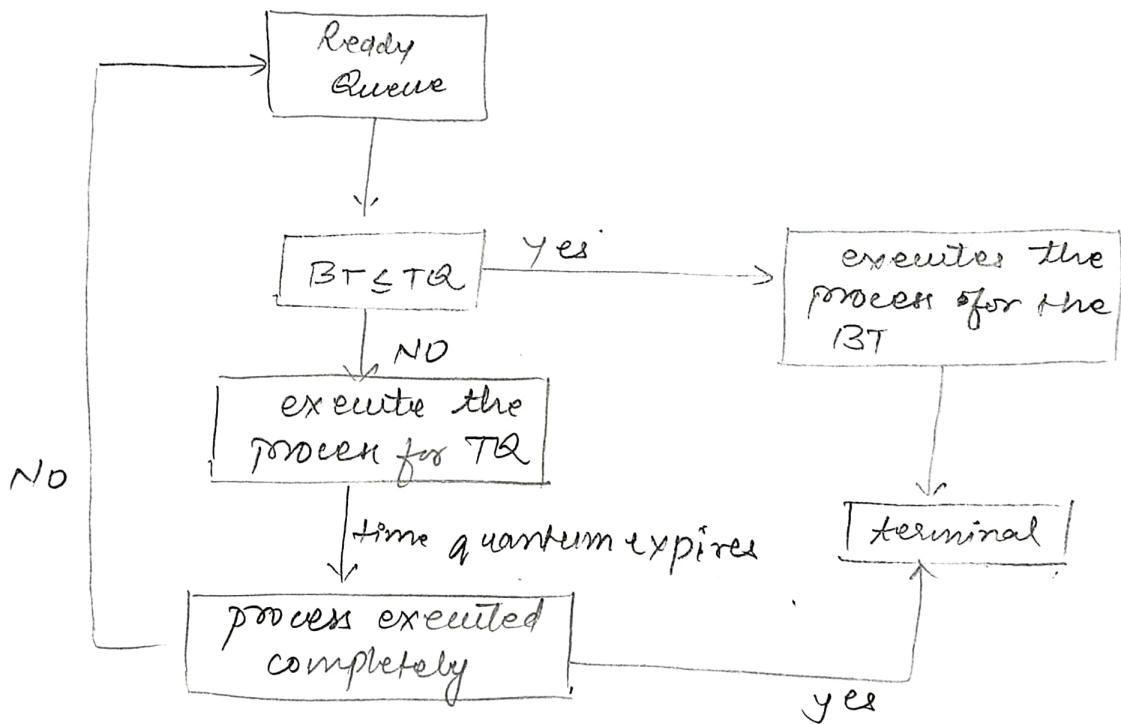 Ready
Queue
BT ≤ TQ
yes
executes the
process for the
BT
NO
execute the
process for TQ
NO
time quantum expires
terminal
process executed
completely
yes